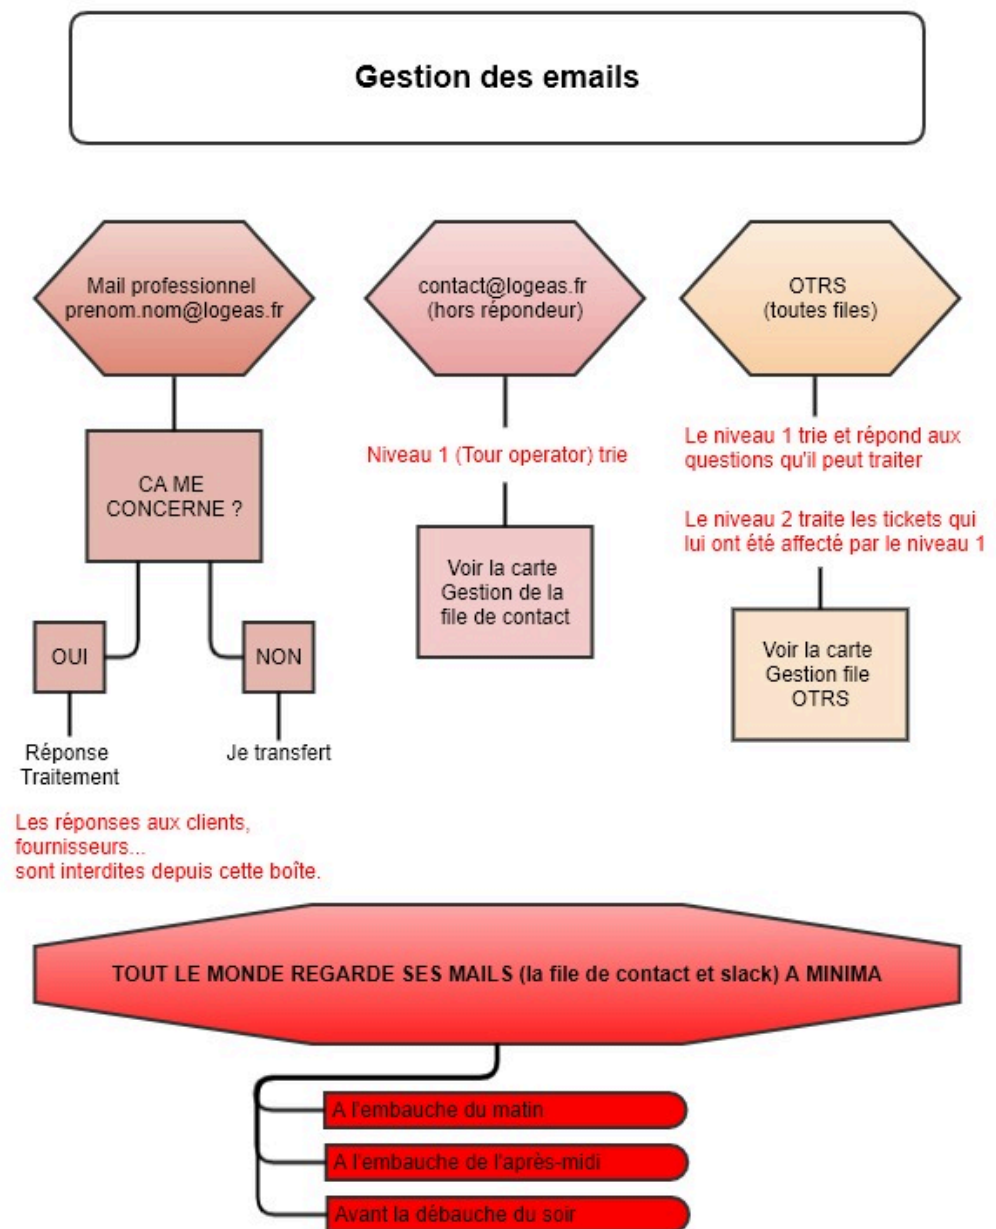 Gestion des emails
Mail professionnel
prenom.nom@logeas.fr
contact@logeas.fr
(hors répondeur)
OTRS
(toutes files)
CA ME
CONCERNE ?
Niveau 1 (Tour operator) trie
Le niveau 1 trie et répond aux
questions qu'il peut traiter
Le niveau 2 traite les tickets qui
lui ont été affecté par le niveau 1
Voir la carte
Gestion de la
file de contact
Voir la carte
Gestion file
OTRS
OUI
NON
Réponse
Traitement
Je transfert
Les réponses aux clients,
fournisseurs...
sont interdites depuis cette boîte.
TOUT LE MONDE REGARDE SES MAILS (la file de contact et slack) A MINIMA
A l'embauche du matin
A l'embauche de l'après-midi
Avant la débauche du soir